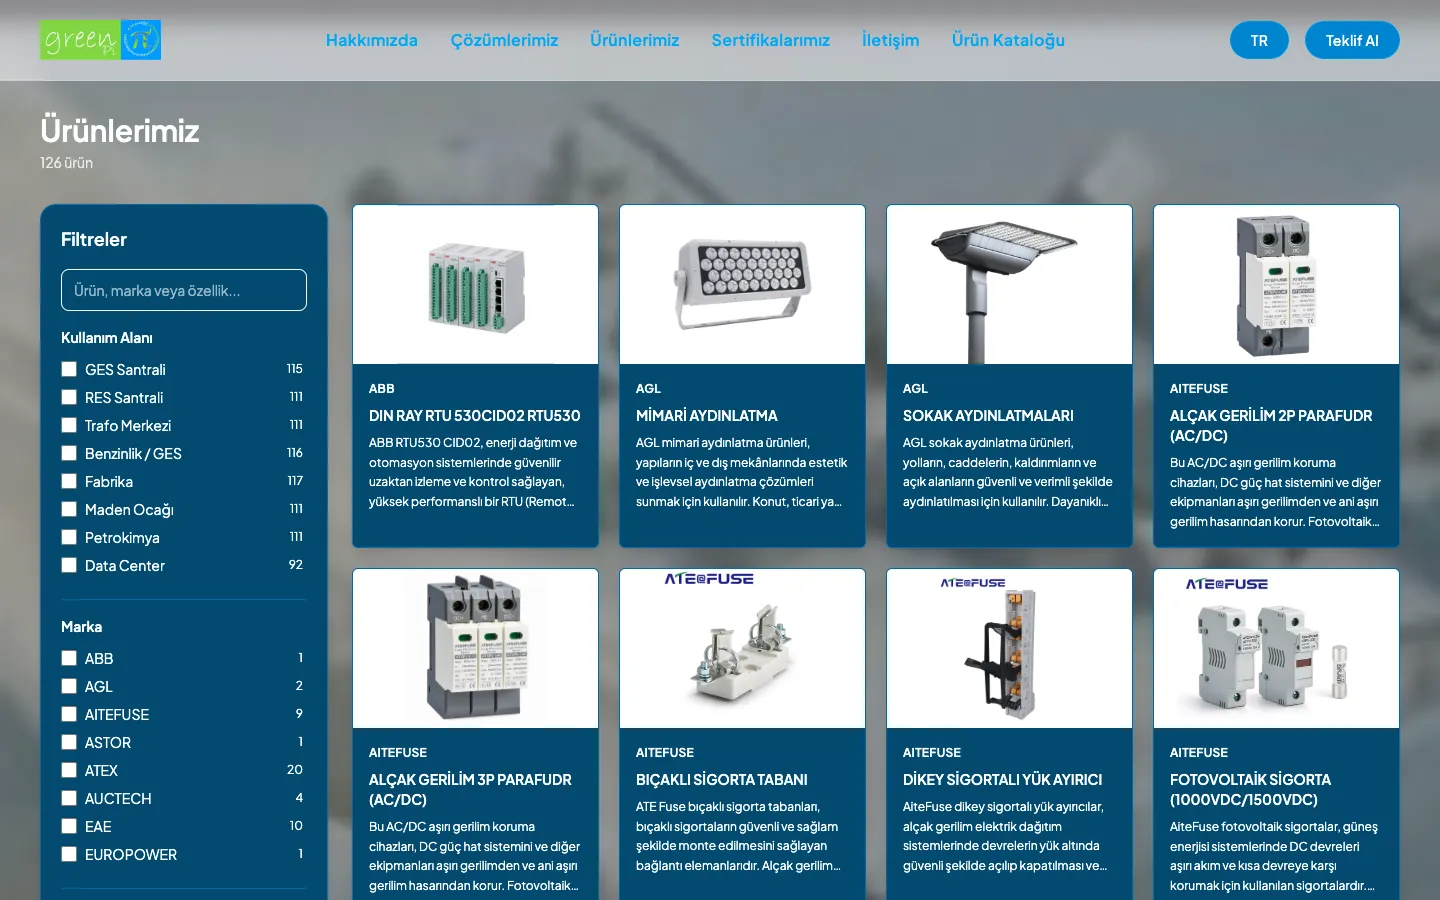 green
π
Hakkımızda
Çözümlerimiz
Ürünlerimiz
Sertifikalarımız
İletişim
Ürün Kataloğu
TR
Teklif Al
Ürünlerimiz
126 ürün
Filtreler
Ürün, marka veya özellik...
Kullanım Alanı
GES Santrali 115
RES Santrali 111
Trafo Merkezi 111
Benzinlik / GES 116
Fabrika 117
Maden Ocağı 111
Petrokimya 111
Data Center 92
Marka
ABB 1
AGL 2
AITEFUSE 9
ASTOR 1
ATEX 20
AUCTECH 4
EAE 10
EUROPOWER 1
ABB
DIN RAY RTU 530CID02 RTU530
ABB RTU530 CID02, enerji dağıtım ve
otomasyon sistemlerinde güvenilir
uzaktan izleme ve kontrol sağlayan,
yüksek performanslı bir RTU (Remot...
AGL
MİMARİ AYDINLATMA
AGL mimari aydınlatma ürünleri,
yapıların iç ve dış mekânlarında estetik
ve işlevsel aydınlatma çözümleri
sunmak için kullanılır. Konut, ticari ya...
AGL
SOKAK AYDINLATMALARI
AGL sokak aydınlatma ürünleri,
yolların, caddelerin, kaldırımların ve
açık alanların güvenli ve verimli şekilde
aydınlatılması için kullanılır. Dayanıklı...
AITEFUSE
ALÇAK GERİLİM 2P PARAFUDR
(AC/DC)
Bu AC/DC aşırı gerilim koruma
cihazları, DC güç hat sistemini ve diğer
ekipmanları aşırı gerilimden ve ani aşırı
gerilim hasarından korur. Fotovoltaik...
AITEFUSE
ALÇAK GERİLİM 3P PARAFUDR
(AC/DC)
Bu AC/DC aşırı gerilim koruma
cihazları, DC güç hat sistemini ve diğer
ekipmanları aşırı gerilimden ve ani aşırı
gerilim hasarından korur. Fotovoltaik...
ATE@FUSE
AITEFUSE
BIÇAKLI SİGORTA TABANI
ATE Fuse bıçaklı sigorta tabanları,
bıçaklı sigortaların güvenli ve sağlam
şekilde monte edilmesini sağlayan
bağlantı elemanlarıdır. Alçak gerilim...
ATE@FUSE
AITEFUSE
DİKEY SİGORTALI YÜK AYIRICI
AiteFuse dikey sigortalı yük ayırıcılar,
alçak gerilim elektrik dağıtım
sistemlerinde devrelerin yük altında
güvenli şekilde açılıp kapatılması ve...
ATE@FUSE
AITEFUSE
FOTOVOLTAİK SİGORTA
(1000VDC/1500VDC)
AiteFuse fotovoltaik sigortalar, güneş
enerjisi sistemlerinde DC devreleri
aşırı akım ve kısa devreye karşı
korumak için kullanılan sigortalardır....